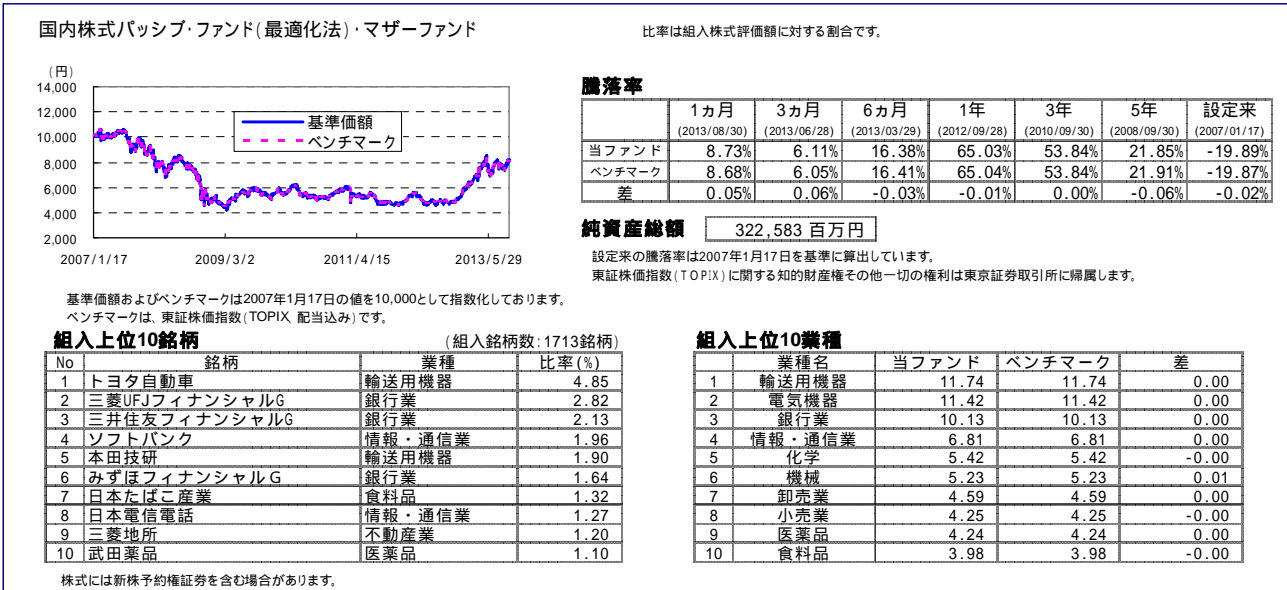 国内株式パッシブ・ファンド(最適化法)・マザーファンド
比率は組入株式評価額に対する割合です。
(円)
14,000
12,000
10,000
8,000
6,000
4,000
2,000
基準価額
ベンチマーク
2007/1/17 2009/3/2 2011/4/15 2013/5/29
基準価額およびベンチマークは2007年1月17日の値を10,000として指数化しております。
ベンチマークは、東証株価指数(TOPIX、配当込み)です。
騰落率
1ヵ月 3ヵ月 6ヵ月 1年 3年 5年 設定来
(2013/08/30) (2013/06/28) (2013/03/29) (2012/09/28) (2010/09/30) (2008/09/30) (2007/01/17)
当ファンド 8.73% 6.11% 16.38% 65.03% 53.84% 21.85% -19.89%
ベンチマーク 8.68% 6.05% 16.41% 65.04% 53.84% 21.91% -19.87%
差 0.05% 0.06% -0.03% -0.01% 0.00% -0.06% -0.02%
純資産総額 322,583 百万円
設定来の騰落率は2007年1月17日を基準に算出しています。
東証株価指数(TOPIX)に関する知的財産権その他一切の権利は東京証券取引所に帰属します。
組入上位10銘柄 (組入銘柄数:1713銘柄)
No 銘柄 業種 比率(%)
1 トヨタ自動車 輸送用機器 4.85
2 三菱UFJフィナンシャルG 銀行業 2.82
3 三井住友フィナンシャルG 銀行業 2.13
4 ソフトバンク 情報・通信業 1.96
5 本田技研 輸送用機器 1.90
6 みずほフィナンシャルG 銀行業 1.64
7 日本たばこ産業 食料品 1.32
8 日本電信電話 情報・通信業 1.27
9 三菱地所 不動産業 1.20
10 武田薬品 医薬品 1.10
株式には新株予約権証券を含む場合があります。
組入上位10業種
業種名 当ファンド ベンチマーク 差
1 輸送用機器 11.74 11.74 0.00
2 電気機器 11.42 11.42 0.00
3 銀行業 10.13 10.13 0.00
4 情報・通信業 6.81 6.81 0.00
5 化学 5.42 5.42 -0.00
6 機械 5.23 5.23 0.01
7 卸売業 4.59 4.59 0.00
8 小売業 4.25 4.25 -0.00
9 医薬品 4.24 4.24 0.00
10 食料品 3.98 3.98 -0.00